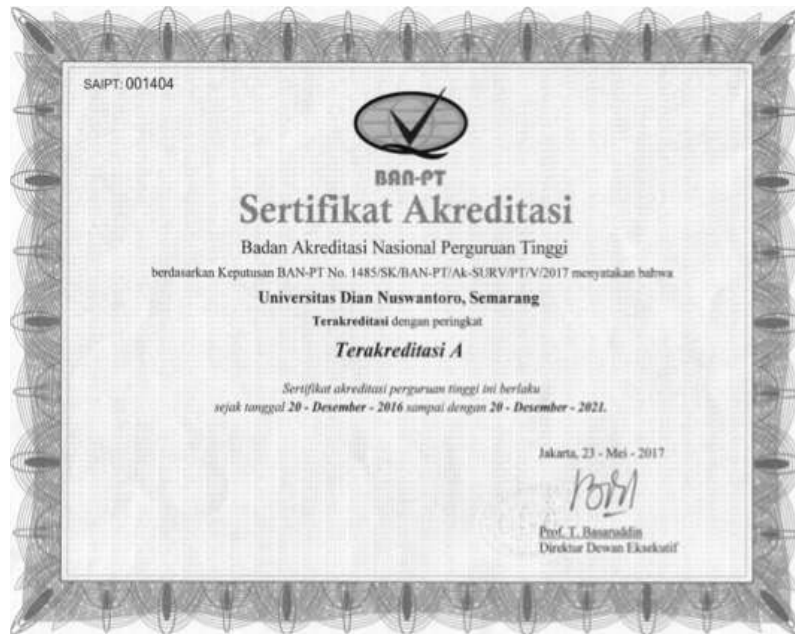 SAIPT: 001404
BAN-PT
Sertifikat Akreditasi
Badan Akreditasi Nasional Perguruan Tinggi
berdasarkan Keputusan BAN-PT No. 1485/SK/BAN-PT/Ak-SURV/PT/V/2017 menyatakan bahwa
Universitas Dian Nuswantoro, Semarang
Terakreditasi dengan peringkat
Terakreditasi A
Sertifikat akreditasi perguruan tinggi ini berlaku
sejak tanggal 20 - Desember - 2016 sampai dengan 20 - Desember - 2021.
Jakarta, 23 - Mei - 2017
Prof. T. Basaruddin
Direktur Dewan Eksekutif